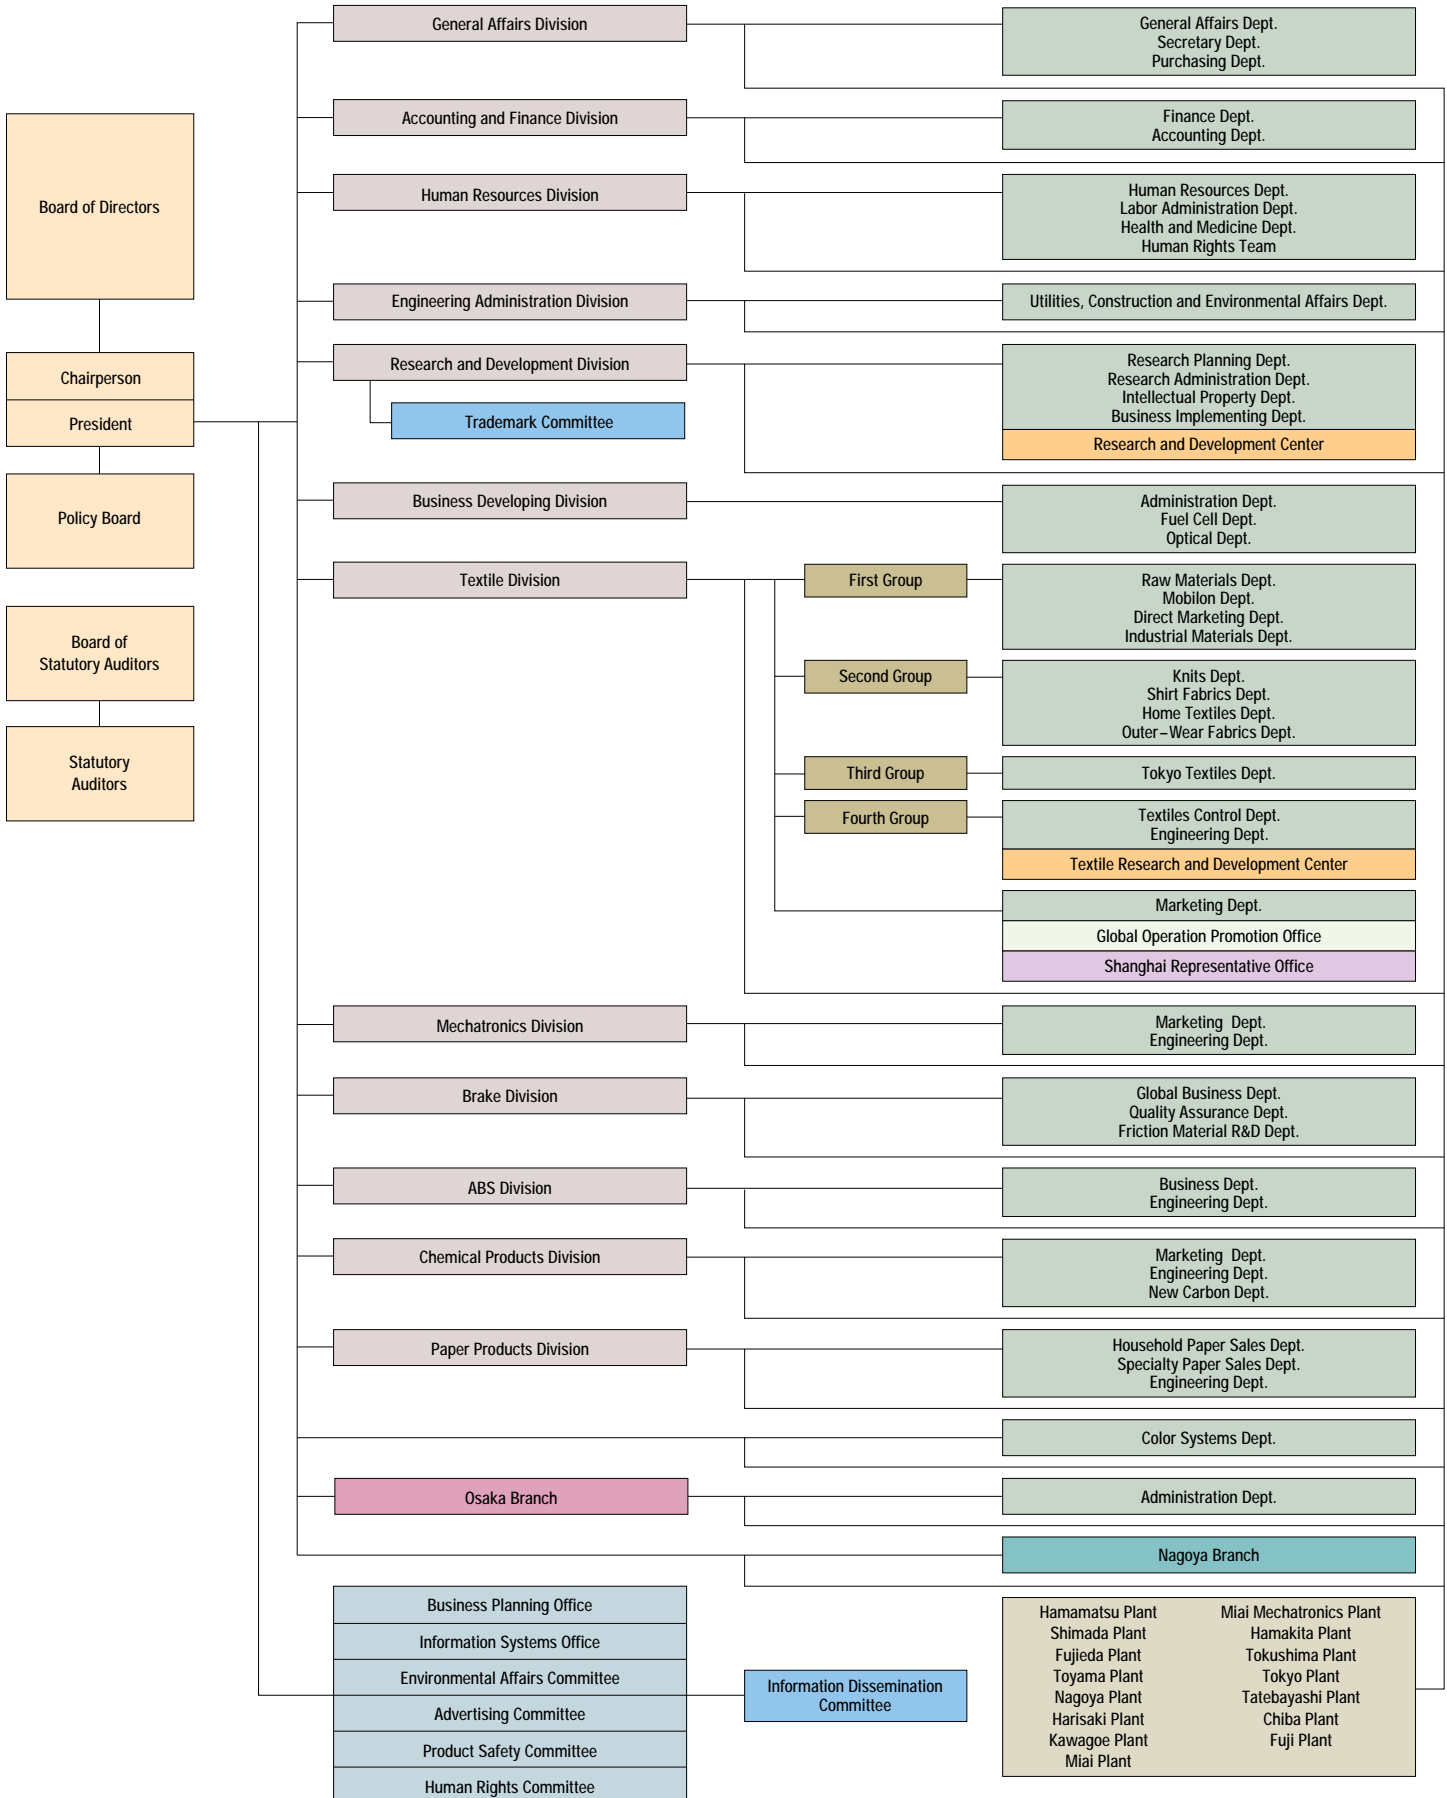 Board of Directors
Chairperson
President
Policy Board
Board of
Statutory Auditors
Statutory
Auditors
General Affairs Division
General Affairs Dept.
Secretary Dept.
Purchasing Dept.
Accounting and Finance Division
Finance Dept.
Accounting Dept.
Human Resources Division
Human Resources Dept.
Labor Administration Dept.
Health and Medicine Dept.
Human Rights Team
Engineering Administration Division
Utilities, Construction and Environmental Affairs Dept.
Research and Development Division
Trademark Committee
Research Planning Dept.
Research Administration Dept.
Intellectual Property Dept.
Business Implementing Dept.
Research and Development Center
Business Developing Division
Administration Dept.
Fuel Cell Dept.
Optical Dept.
Textile Division
First Group
Raw Materials Dept.
Mobilon Dept.
Direct Marketing Dept.
Industrial Materials Dept.
Second Group
Knits Dept.
Shirt Fabrics Dept.
Home Textiles Dept.
Outer–Wear Fabrics Dept.
Third Group
Tokyo Textiles Dept.
Fourth Group
Textiles Control Dept.
Engineering Dept.
Textile Research and Development Center
Marketing Dept.
Global Operation Promotion Office
Shanghai Representative Office
Mechatronics Division
Marketing Dept.
Engineering Dept.
Brake Division
Global Business Dept.
Quality Assurance Dept.
Friction Material R&D Dept.
ABS Division
Business Dept.
Engineering Dept.
Chemical Products Division
Marketing Dept.
Engineering Dept.
New Carbon Dept.
Paper Products Division
Household Paper Sales Dept.
Specialty Paper Sales Dept.
Engineering Dept.
Color Systems Dept.
Osaka Branch
Administration Dept.
Nagoya Branch
Business Planning Office
Information Systems Office
Environmental Affairs Committee
Advertising Committee
Product Safety Committee
Human Rights Committee
Information Dissemination
Committee
Hamamatsu Plant
Shimada Plant
Fujieda Plant
Toyama Plant
Nagoya Plant
Harisaki Plant
Kawagoe Plant
Miai Plant
Miai Mechatronics Plant
Hamakita Plant
Tokushima Plant
Tokyo Plant
Tatebayashi Plant
Chiba Plant
Fuji Plant